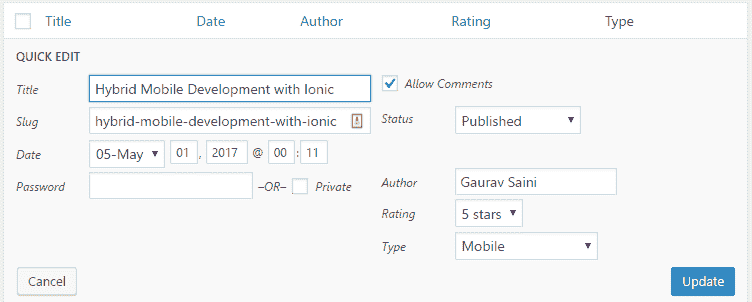 Title Date Author Rating Type
QUICK EDIT
Title Hybrid Mobile Development with Ionic Allow Comments
Slug hybrid-mobile-development-with-ionic Status Published
Date 05-May 01 , 2017 @ 00 : 11
Password –OR– Private Author Gaurav Saini
Rating 5 stars
Type Mobile
Cancel Update